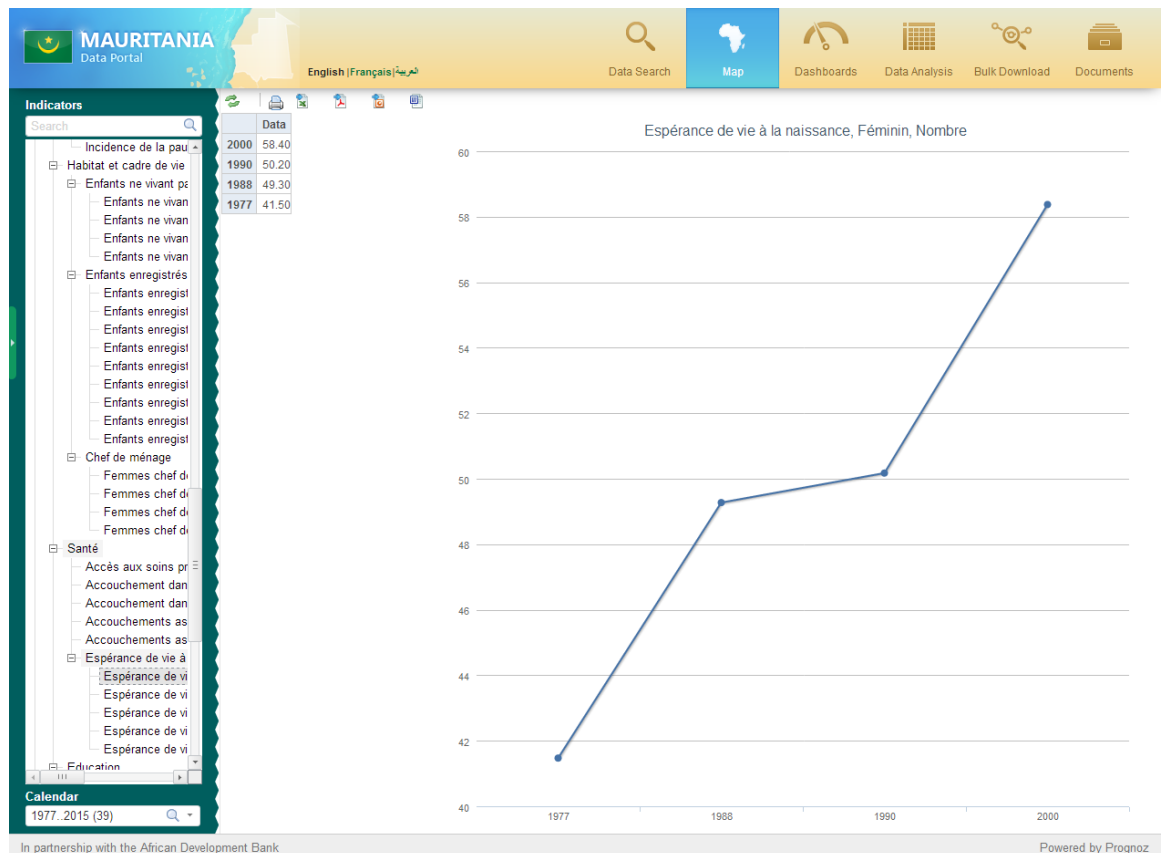 MAURITANIA
Data Portal
English |Français|العربية
Data Search
Map
Dashboards
Data Analysis
Bulk Download
Documents
Indicators
Search
Incidence de la pau
Habitat et cadre de vie
Enfants ne vivant pa
Enfants ne vivan
Enfants ne vivan
Enfants ne vivan
Enfants ne vivan
Enfants enregistrés
Enfants enregist
Enfants enregist
Enfants enregist
Enfants enregist
Enfants enregist
Enfants enregist
Enfants enregist
Enfants enregist
Enfants enregist
Chef de ménage
Femmes chef de
Femmes chef de
Femmes chef de
Femmes chef de
Santé
Accès aux soins pr
Accouchement dan
Accouchement dan
Accouchements as
Accouchements as
Espérance de vie à
Espérance de vi
Espérance de vi
Espérance de vi
Espérance de vi
Espérance de vi
Education
Calendar
1977..2015 (39)
Data
2000 58.40
1990 50.20
1988 49.30
1977 41.50
Espérance de vie à la naissance, Féminin, Nombre
60
58
56
54
52
50
48
46
44
42
40
1977 1988 1990 2000
In partnership with the African Development Bank
Powered by Prognoz